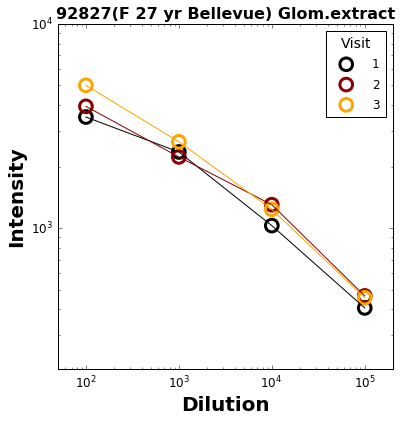 92827(F 27 yr Bellevue) Glom.extract
Visit
1
2
3
10^4
10^3
Intensity
10^2 10^3 10^4 10^5
Dilution